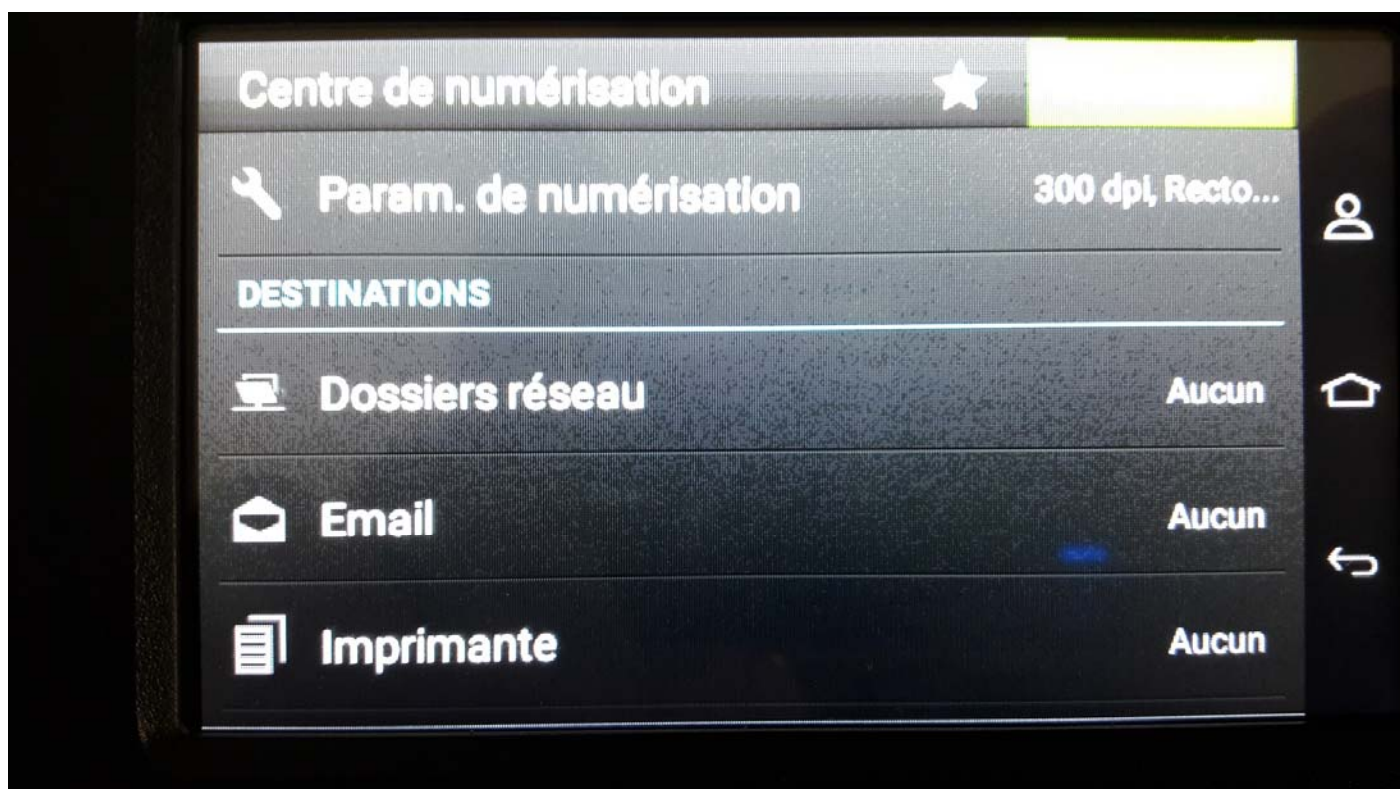 Centre de numérisation
Param. de numérisation 300 dpi, Recto...
DESTINATIONS
Dossiers réseau Aucun
Email Aucun
Imprimante Aucun